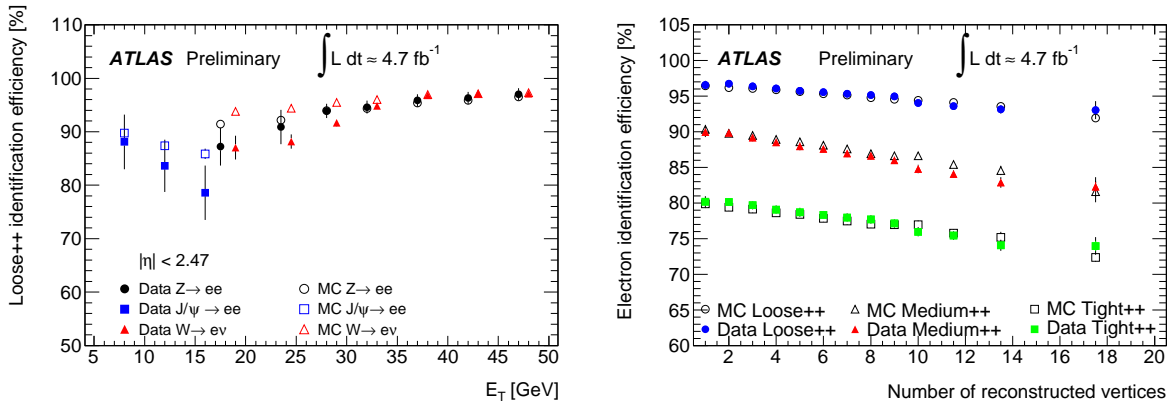 Loose++ identification efficiency [%]
110
100
90
80
70
60
50
ATLAS Preliminary ∫ L dt ≈ 4.7 fb⁻¹
|η| < 2.47
Data Z→ ee MC Z→ ee
Data J/ψ → ee MC J/ψ→ ee
Data W→ eν MC W→ eν
5 10 15 20 25 30 35 40 45 50
E_T [GeV]
Electron identification efficiency [%]
105
100
95
90
85
80
75
70
65
60
ATLAS Preliminary ∫ L dt ≈ 4.7 fb⁻¹
MC Loose++ MC Medium++ MC Tight++
Data Loose++ Data Medium++ Data Tight++
2 4 6 8 10 12 14 16 18 20
Number of reconstructed vertices